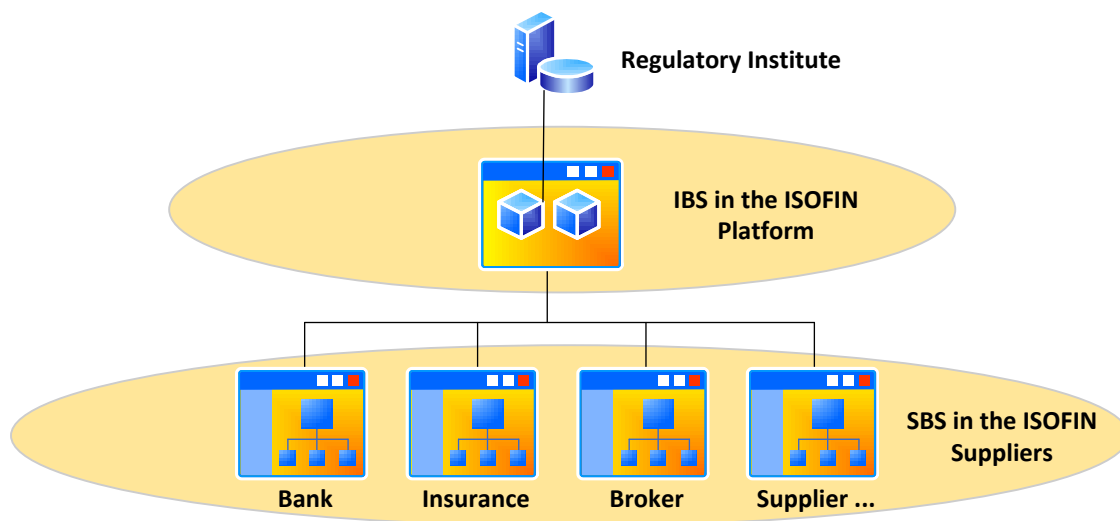 Regulatory Institute
IBS in the ISOFIN
Platform
SBS in the ISOFIN
Suppliers
Bank
Insurance
Broker
Supplier ...